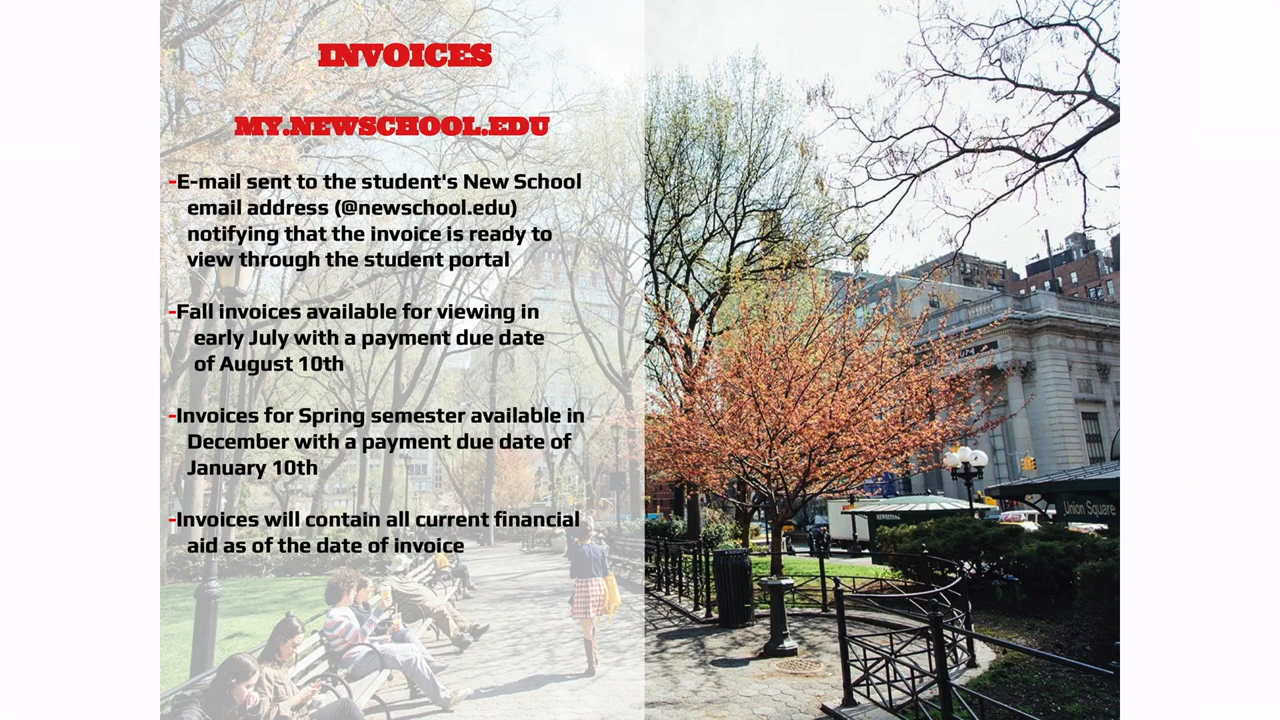 INVOICES
MY.NEWSCHOOL.EDU
-E-mail sent to the student's New School
email address (@newschool.edu)
notifying that the invoice is ready to
view through the student portal
-Fall invoices available for viewing in
early July with a payment due date
of August 10th
-Invoices for Spring semester available in
December with a payment due date of
January 10th
-Invoices will contain all current financial
aid as of the date of invoice
Union Square